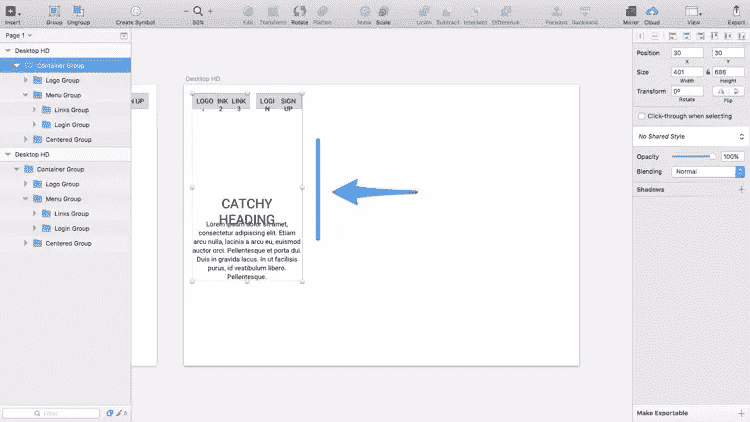 Insert
Group
Ungroup
Create Symbol
50%
Edit
Transform
Rotate
Flatten
Mask
Scale
Union
Subtract
Intersect
Difference
Forward
Backward
Mirror
Cloud
View
Export
Page 1
Desktop HD
Container Group
Logo Group
Menu Group
Links Group
Login Group
Centered Group
Desktop HD
Container Group
Logo Group
Menu Group
Links Group
Login Group
Centered Group
Filter
0
N UP
Desktop HD
LOGO INK LINK LOGI SIGN
2 3 N UP
CATCHY
HEADING
Lorem ipsum dolor sit amet,
consectetur adipiscing elit. Etiam
arcu nulla, lacinia a arcu eu, euismod
auctor orci. Pellentesque et porta dui.
Duis in gravida lacus. In ut facilisis
purus, id vestibulum libero.
Pellentesque.
Position 30 30
X Y
Size 401 686
Width Height
Transform 0°
Rotate Flip
Click-through when selecting
No Shared Style
Opacity 100%
Blending Normal
Shadows
Make Exportable